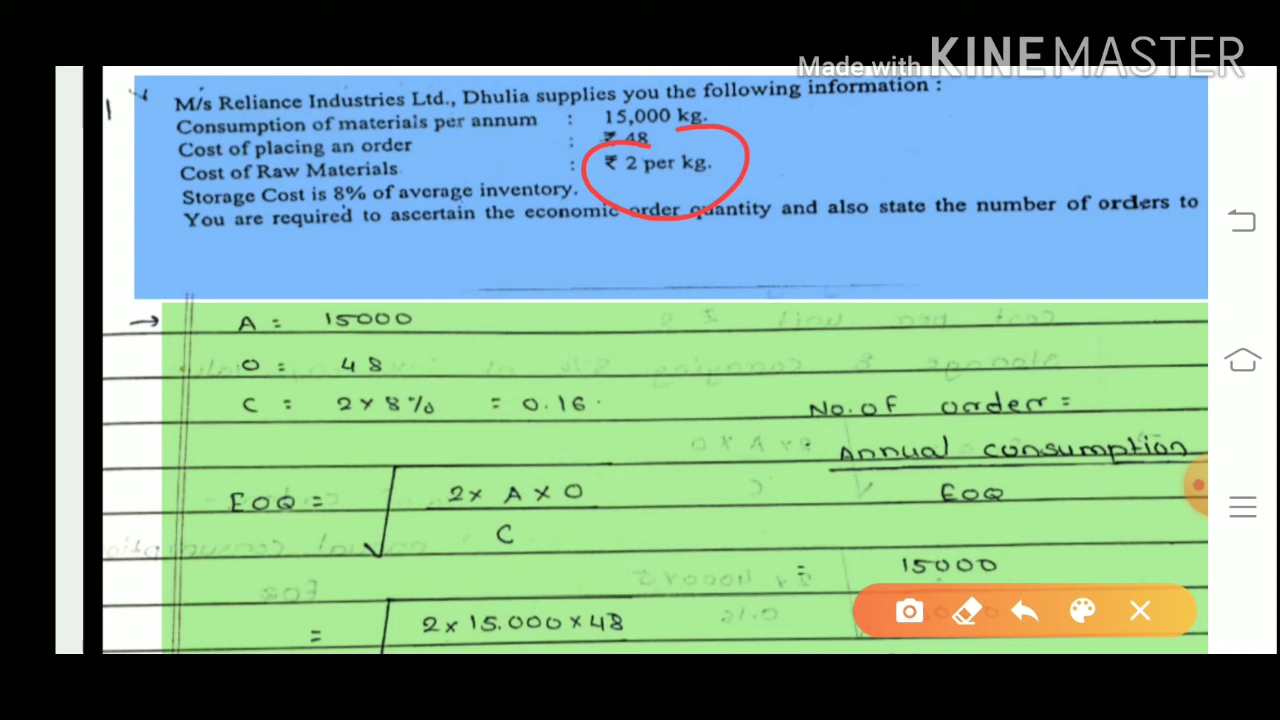 Made with KINEMASTER
1
M/s Reliance Industries Ltd., Dhulia supplies you the following information :
Consumption of materials per annum : 15,000 kg.
Cost of placing an order : ₹ 48
Cost of Raw Materials : ₹ 2 per kg.
Storage Cost is 8% of average inventory.
You are required to ascertain the economic order quantity and also state the number of orders to
→ A = 15000
O = 48
C = 2 x 8% = 0.16
No. of order =
Annual consumption
EOQ
EOQ = √ 2 x A x O
C
= 15000
= √ 2 x 15.000 x 48